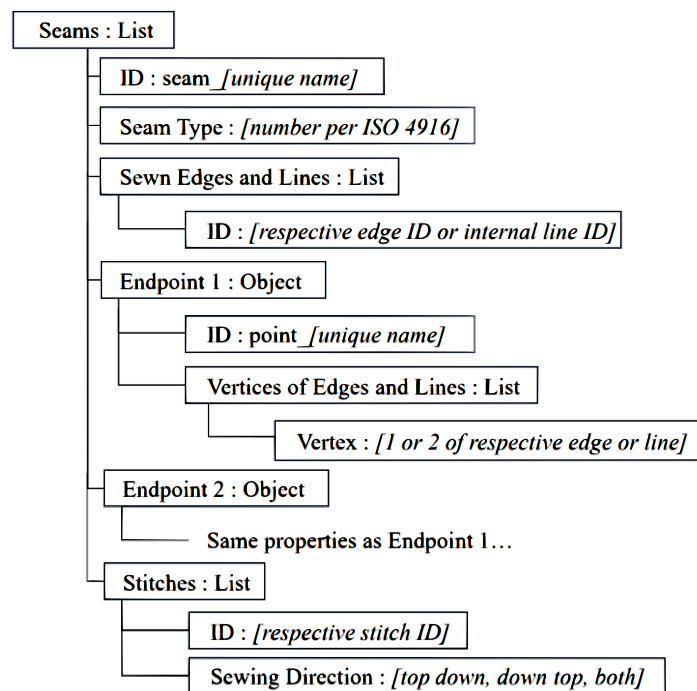 Seams : List
ID : seam_[unique name]
Seam Type : [number per ISO 4916]
Sewn Edges and Lines : List
ID : [respective edge ID or internal line ID]
Endpoint 1 : Object
ID : point_[unique name]
Vertices of Edges and Lines : List
Vertex : [1 or 2 of respective edge or line]
Endpoint 2 : Object
Same properties as Endpoint 1…
Stitches : List
ID : [respective stitch ID]
Sewing Direction : [top down, down top, both]